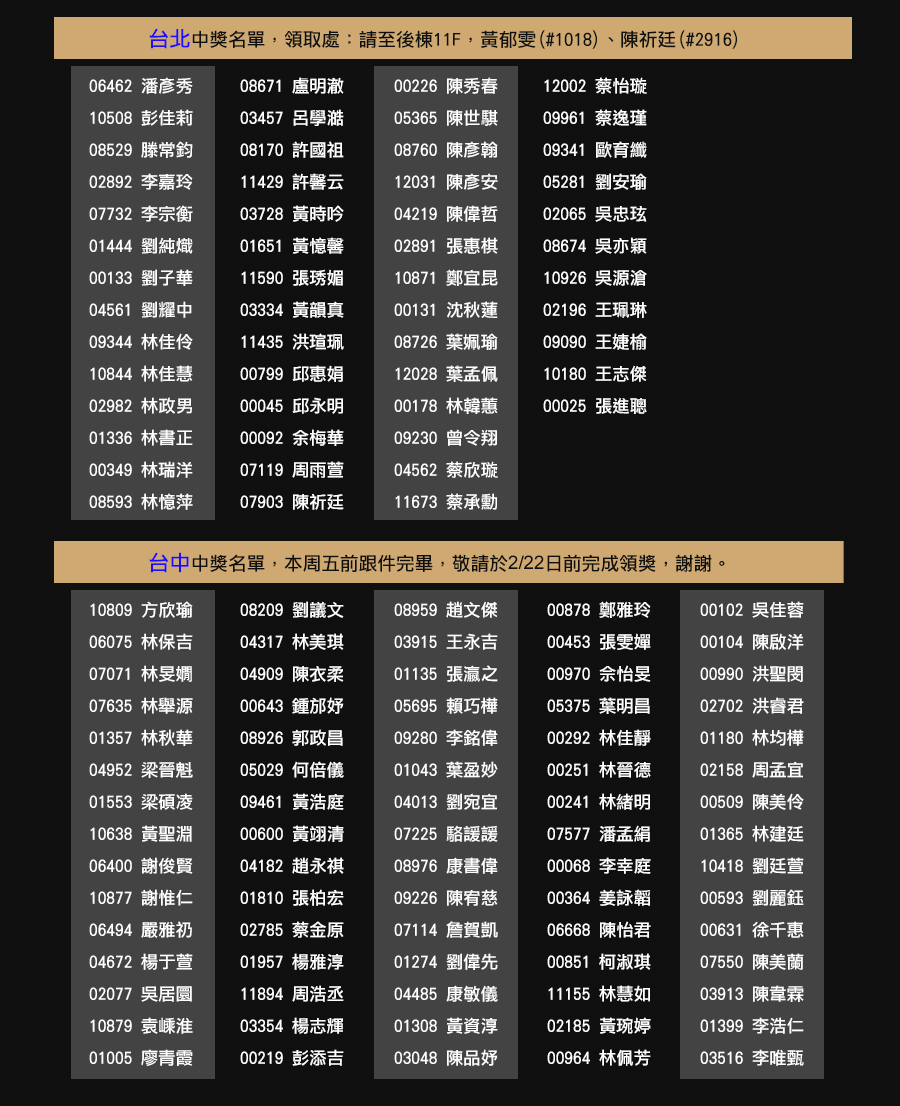 台北中獎名單，領取處：請至後棟11F，黃郁雯(#1018)、陳祈廷(#2916)
06462 潘彥秀 08671 盧明澈 00226 陳秀春 12002 蔡怡璇
10508 彭佳莉 03457 呂學澔 05365 陳世騏 09961 蔡逸瑾
08529 滕常鈞 08170 許國祖 08760 陳彥翰 09341 歐育纖
02892 李嘉玲 11429 許馨云 12031 陳彥安 05281 劉安瑜
07732 李宗衡 03728 黃時吟 04219 陳偉哲 02065 吳忠玹
01444 劉純熾 01651 黃憶馨 02891 張惠棋 08674 吳亦穎
00133 劉子華 11590 張琇媚 10871 鄭宜昆 10926 吳源滄
04561 劉耀中 03334 黃韻真 00131 沈秋蓮 02196 王珮琳
09344 林佳伶 11435 洪瑄珮 08726 葉姵瑜 09090 王婕榆
10844 林佳慧 00799 邱惠娟 12028 葉孟佩 10180 王志傑
02982 林政男 00045 邱永明 00178 林韓蕙 00025 張進聰
01336 林書正 00092 余梅華 09230 曾令翔
00349 林瑞洋 07119 周雨萱 04562 蔡欣璇
08593 林憶萍 07903 陳祈廷 11673 蔡承勳
台中中獎名單，本周五前跟件完畢，敬請於2/22日前完成領獎，謝謝。
10809 方欣瑜 08209 劉議文 08959 趙文傑 00878 鄭雅玲 00102 吳佳蓉
06075 林保吉 04317 林美琪 03915 王永吉 00453 張雯嬋 00104 陳啟洋
07071 林旻嫺 04909 陳衣柔 01135 張瀛之 00970 佘怡旻 00990 洪聖閔
07635 林舉源 00643 鍾邡妤 05695 賴巧樺 05375 葉明昌 02702 洪睿君
01357 林秋華 08926 郭政昌 09280 李銘偉 00292 林佳靜 01180 林均樺
04952 梁晉魁 05029 何倍儀 01043 葉盈妙 00251 林晉德 02158 周孟宜
01553 梁碩凌 09461 黃浩庭 04013 劉宛宜 00241 林緒明 00509 陳美伶
10638 黃聖淵 00600 黃翊清 07225 駱諼諼 07577 潘孟絹 01365 林建廷
06400 謝俊賢 04182 趙永祺 08976 康書偉 00068 李幸庭 10418 劉廷萱
10877 謝惟仁 01810 張柏宏 09226 陳宥慈 00364 姜詠韜 00593 劉麗鈺
06494 嚴雅礽 02785 蔡金原 07114 詹賀凱 06668 陳怡君 00631 徐千惠
04672 楊于萱 01957 楊雅淳 01274 劉偉先 00851 柯淑琪 07550 陳美蘭
02077 吳居圜 11894 周浩丞 04485 康敏儀 11155 林慧如 03913 陳韋霖
10879 袁嵊淮 03354 楊志輝 01308 黃資淳 02185 黃琬婷 01399 李浩仁
01005 廖青霞 00219 彭添吉 03048 陳品妤 00964 林佩芳 03516 李唯甄